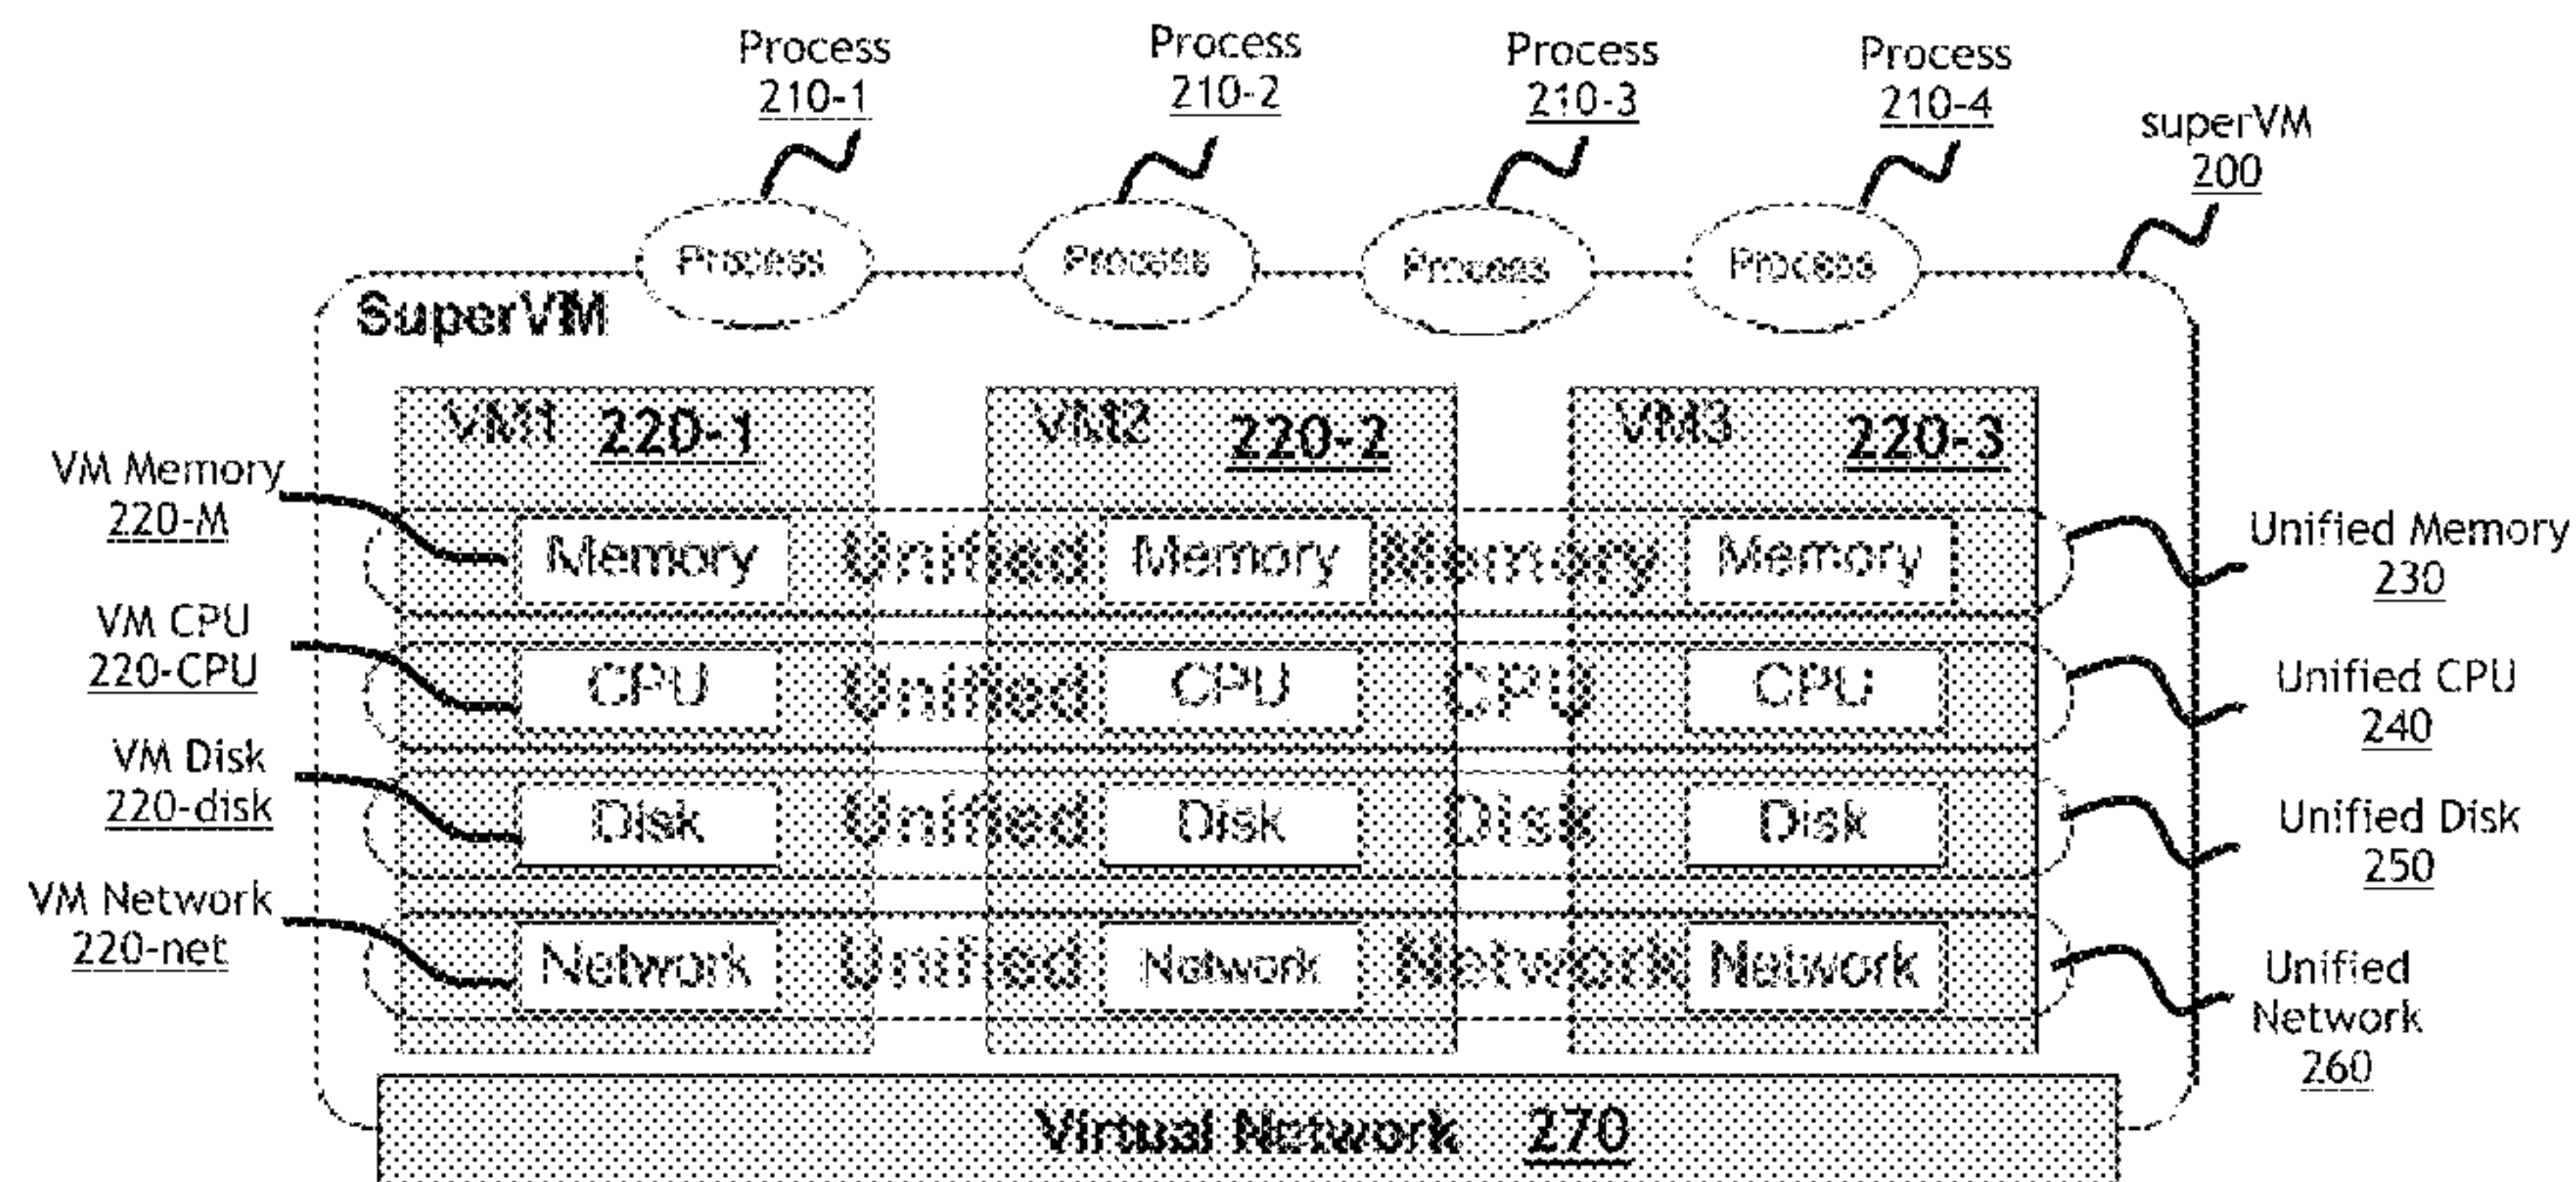 Process
210-1
Process
210-2
Process
210-3
Process
210-4
superVM
200
Process
Process
Process
Process
SuperVM
VM1 220-1
VM2 220-2
VM3 220-3
VM Memory
220-M
Memory Unified Memory Memory Memory
Unified Memory
230
VM CPU
220-CPU
CPU Unified CPU CPU CPU
Unified CPU
240
VM Disk
220-disk
Disk Unified Disk Disk Disk
Unified Disk
250
VM Network
220-net
Network Unified Network Network Network
Unified
Network
260
Virtual Network 270